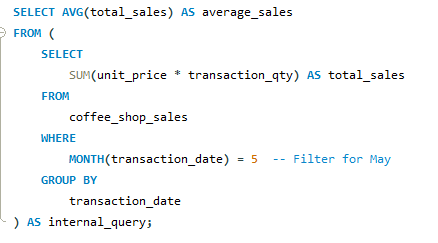 SELECT AVG(total_sales) AS average_sales
FROM (
    SELECT
        SUM(unit_price * transaction_qty) AS total_sales
    FROM
        coffee_shop_sales
    WHERE
        MONTH(transaction_date) = 5  -- Filter for May
    GROUP BY
        transaction_date
) AS internal_query;